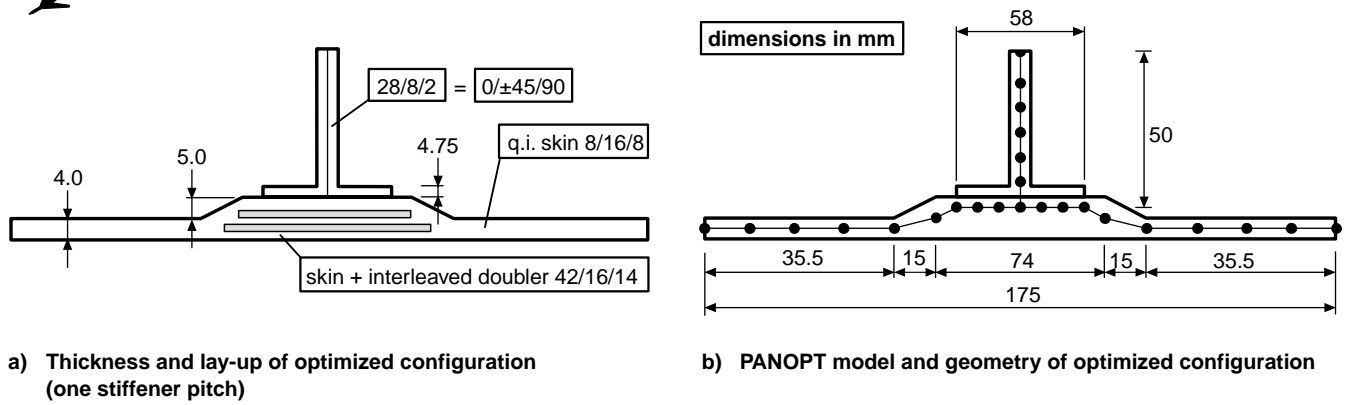 28/8/2 = 0/±45/90
q.i. skin 8/16/8
4.75
5.0
4.0
skin + interleaved doubler 42/16/14
a) Thickness and lay-up of optimized configuration
(one stiffener pitch)
dimensions in mm
58
50
35.5 15 74 15 35.5
175
b) PANOPT model and geometry of optimized configuration